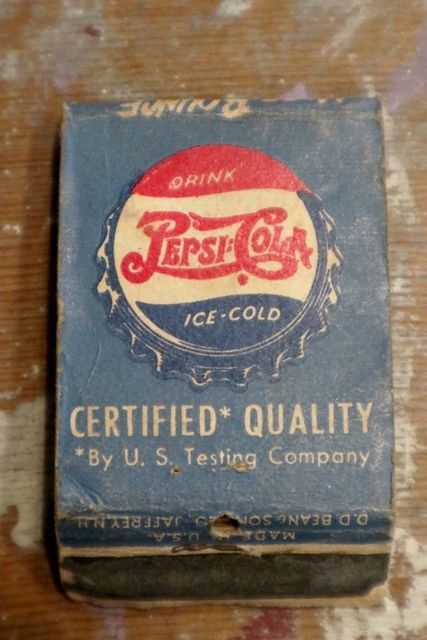 DRINK
PEPSI-COLA
ICE-COLD
CERTIFIED* QUALITY
*By U. S. Testing Company
MADE IN U.S.A.
D.D. BEAN & SONS CO. JAFFREY, N.H.